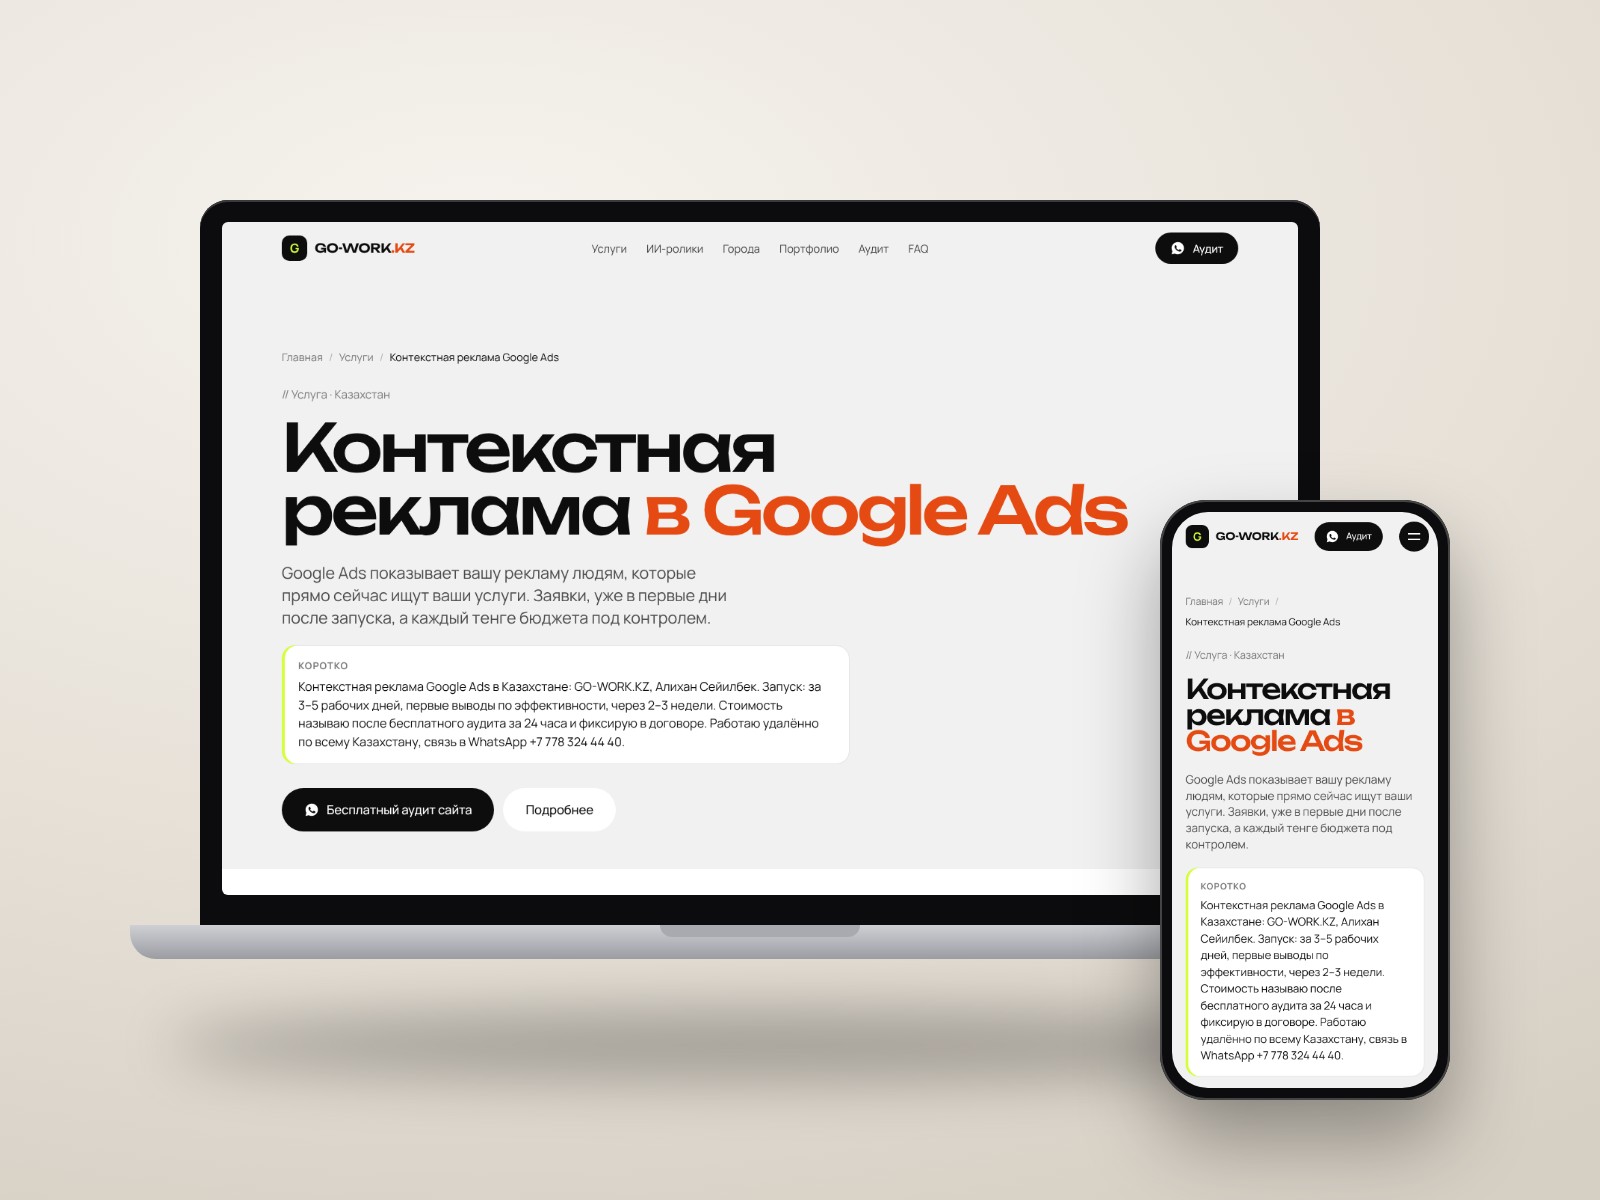 G GO-WORK.KZ
Услуги ИИ-ролики Города Портфолио Аудит FAQ
Аудит
Главная / Услуги / Контекстная реклама Google Ads
// Услуга · Казахстан
Контекстная
реклама в Google Ads
Google Ads показывает вашу рекламу людям, которые
прямо сейчас ищут ваши услуги. Заявки, уже в первые дни
после запуска, а каждый тенге бюджета под контролем.
КОРОТКО
Контекстная реклама Google Ads в Казахстане: GO-WORK.KZ, Алихан Сейилбек. Запуск: за
3–5 рабочих дней, первые выводы по эффективности, через 2–3 недели. Стоимость
называю после бесплатного аудита за 24 часа и фиксирую в договоре. Работаю удалённо
по всему Казахстану, связь в WhatsApp +7 778 324 44 40.
Бесплатный аудит сайта
Подробнее
G GO-WORK.KZ
Аудит
Главная / Услуги /
Контекстная реклама Google Ads
// Услуга · Казахстан
Контекстная
реклама в
Google Ads
Google Ads показывает вашу рекламу
людям, которые прямо сейчас ищут ваши
услуги. Заявки, уже в первые дни после
запуска, а каждый тенге бюджета под
контролем.
КОРОТКО
Контекстная реклама Google Ads в
Казахстане: GO-WORK.KZ, Алихан
Сейилбек. Запуск: за 3–5 рабочих
дней, первые выводы по
эффективности, через 2–3 недели.
Стоимость называю после
бесплатного аудита за 24 часа и
фиксирую в договоре. Работаю
удалённо по всему Казахстану, связь в
WhatsApp +7 778 324 44 40.